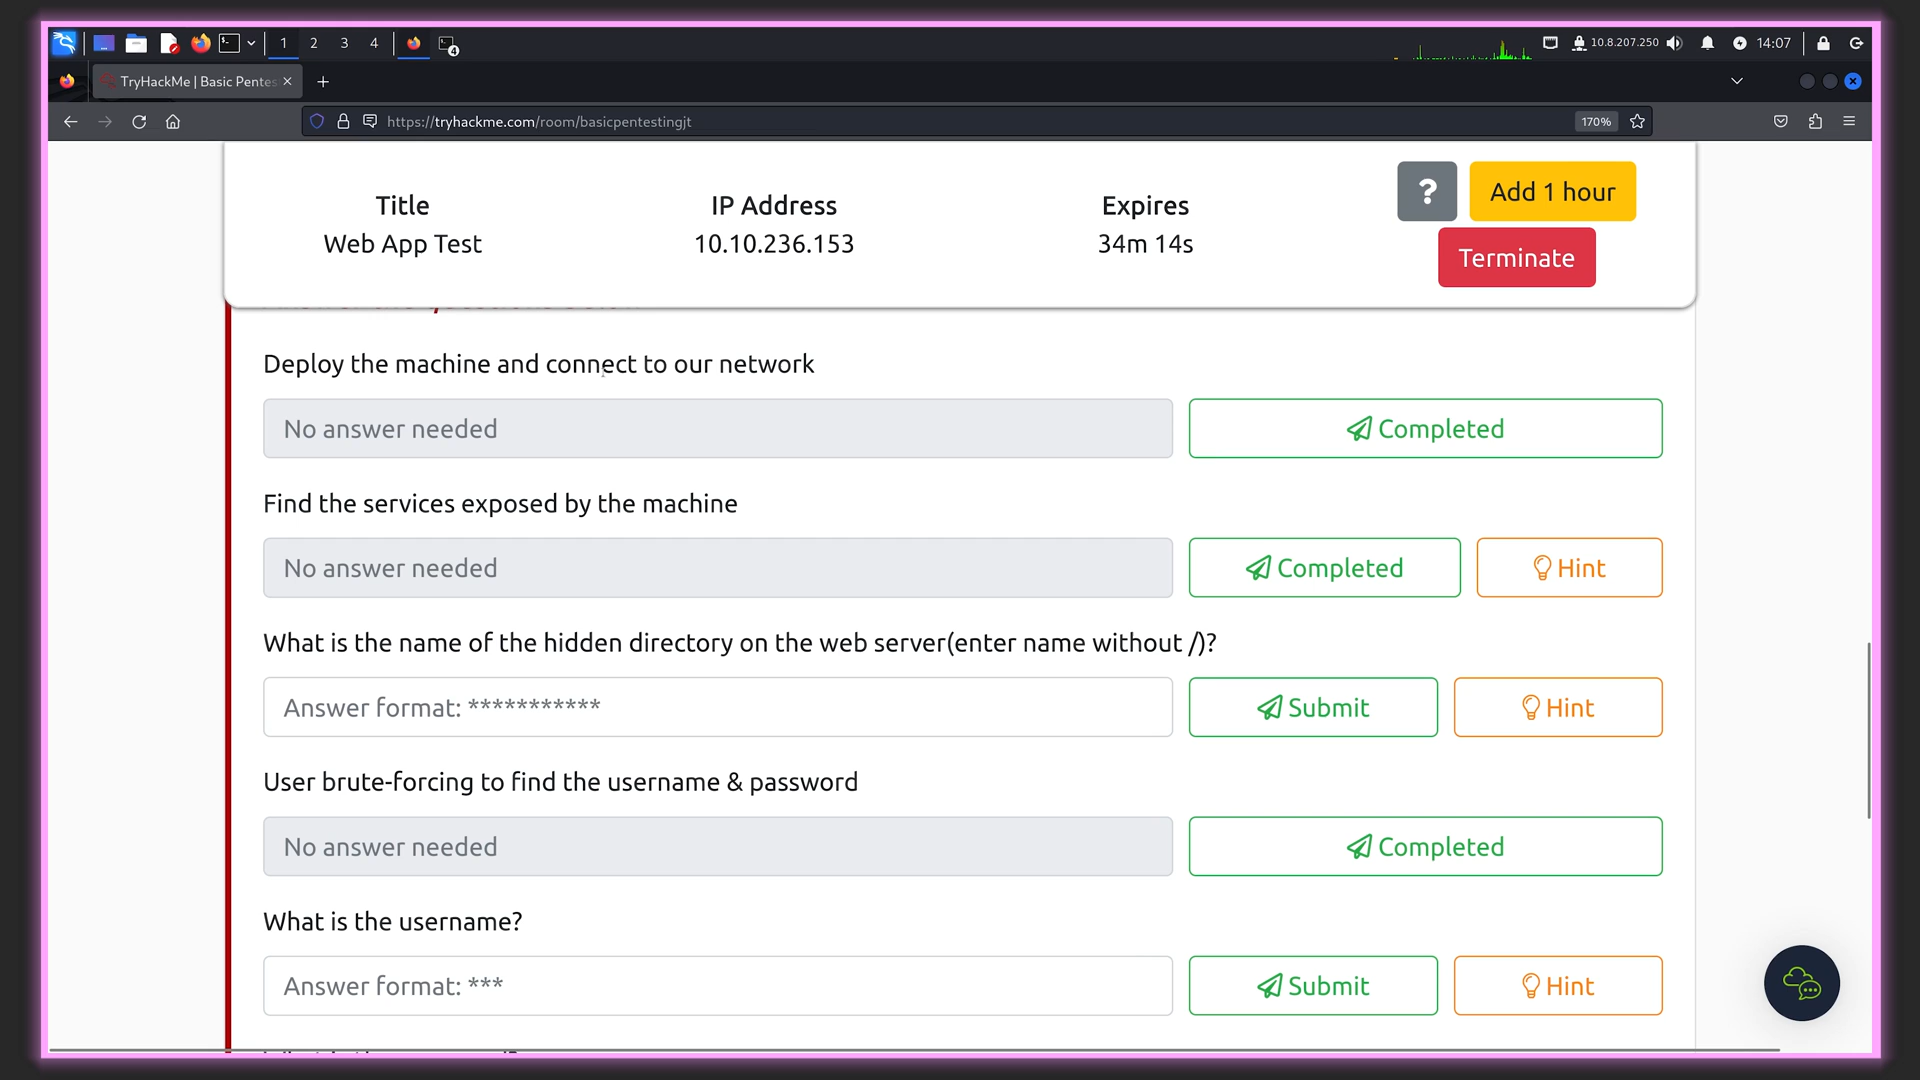 1 2 3 4
4
10.8.207.250
14:07
TryHackMe | Basic Pentes
https://tryhackme.com/room/basicpentestingjt
170%
Title
IP Address
Expires
Web App Test
10.10.236.153
34m 14s
?
Add 1 hour
Terminate
Deploy the machine and connect to our network
No answer needed
Completed
Find the services exposed by the machine
No answer needed
Completed
Hint
What is the name of the hidden directory on the web server(enter name without /)?
Answer format: ***********
Submit
Hint
User brute-forcing to find the username & password
No answer needed
Completed
What is the username?
Answer format: ***
Submit
Hint